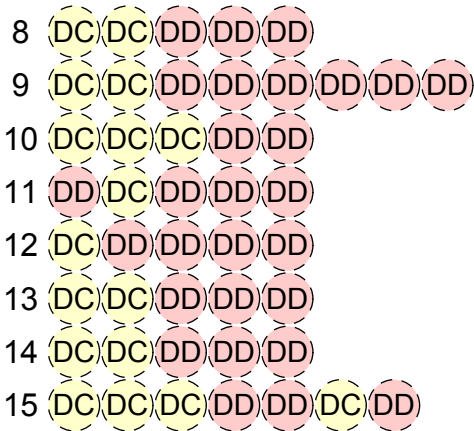 8 DC DC DD DD DD
9 DC DC DD DD DD DD DD DD
10 DC DC DC DD DD
11 DD DC DD DD DD
12 DC DD DD DD DD
13 DC DC DD DD DD
14 DC DC DD DD DD
15 DC DC DC DD DD DC DD